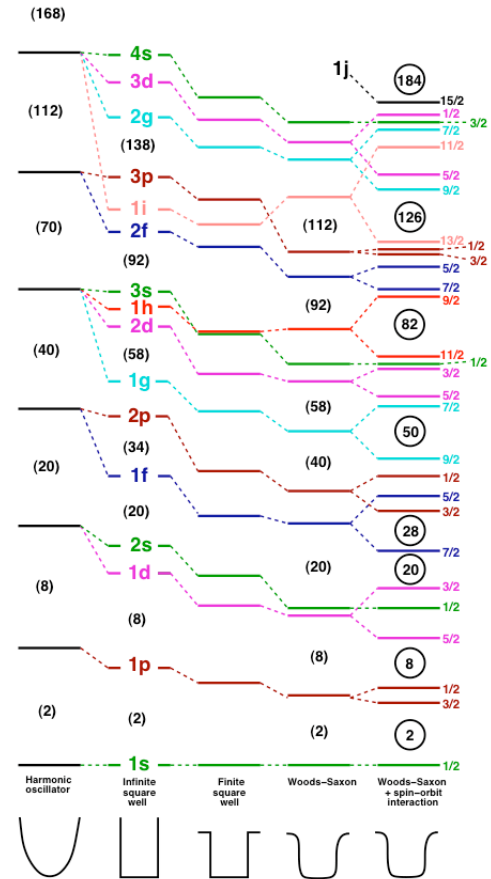 (168)
4s
1j
184
3d
15/2
1/2
3/2
(112)
2g
7/2
(138)
11/2
3p
5/2
9/2
1i
126
(70)
2f
(112)
13/2
1/2
3/2
(92)
5/2
3s
7/2
1h
(92)
9/2
2d
82
(40)
(58)
11/2
1/2
3/2
1g
5/2
(58)
7/2
2p
50
(34)
(40)
9/2
(20)
1f
1/2
5/2
(20)
3/2
28
2s
7/2
(20)
20
1d
3/2
(8)
1/2
(8)
5/2
1p
(8)
8
1/2
3/2
(2)
(2)
(2)
2
1s
1/2
Harmonic
oscillator
Infinite
square
well
Finite
square
well
Woods–Saxon
Woods–Saxon
+ spin–orbit
interaction